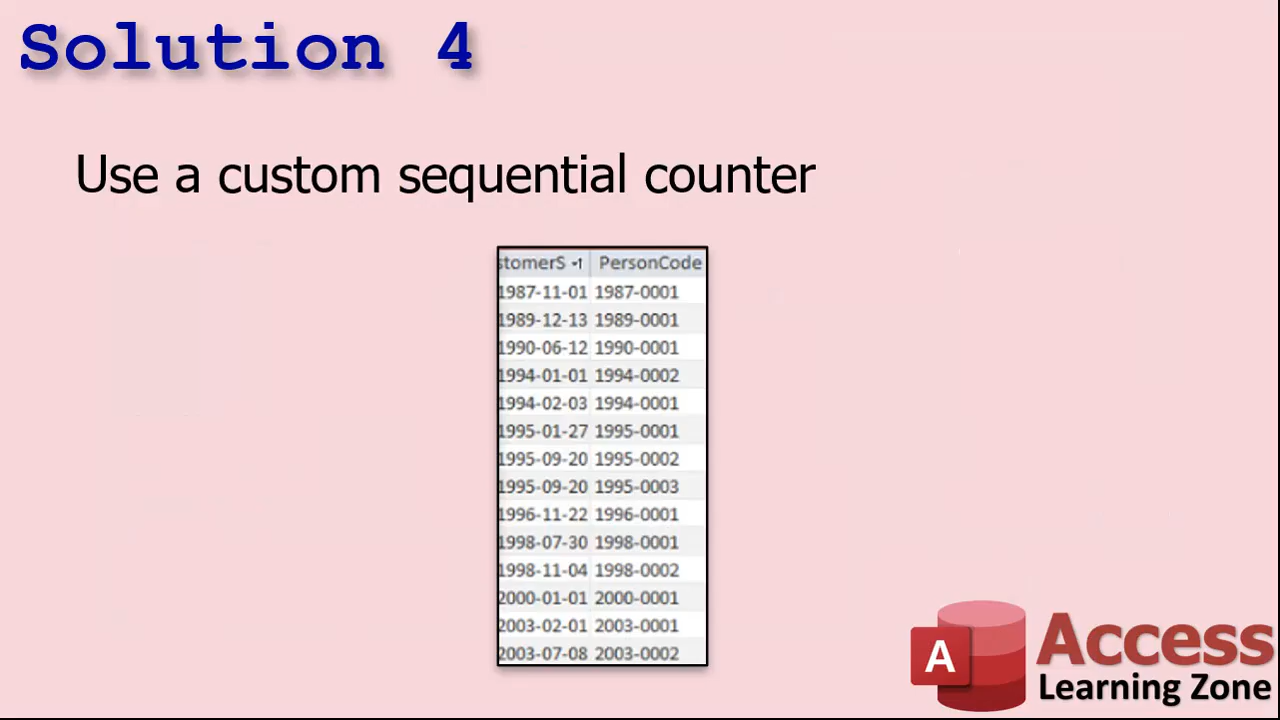 Solution 4
Use a custom sequential counter
stomerS PersonCode
1987-11-01 1987-0001
1989-12-13 1989-0001
1990-06-12 1990-0001
1994-01-01 1994-0002
1994-02-03 1994-0001
1995-01-27 1995-0001
1995-09-20 1995-0002
1995-09-20 1995-0003
1996-11-22 1996-0001
1998-07-30 1998-0001
1998-11-04 1998-0002
2000-01-01 2000-0001
2003-02-01 2003-0001
2003-07-08 2003-0002
A Access
Learning Zone